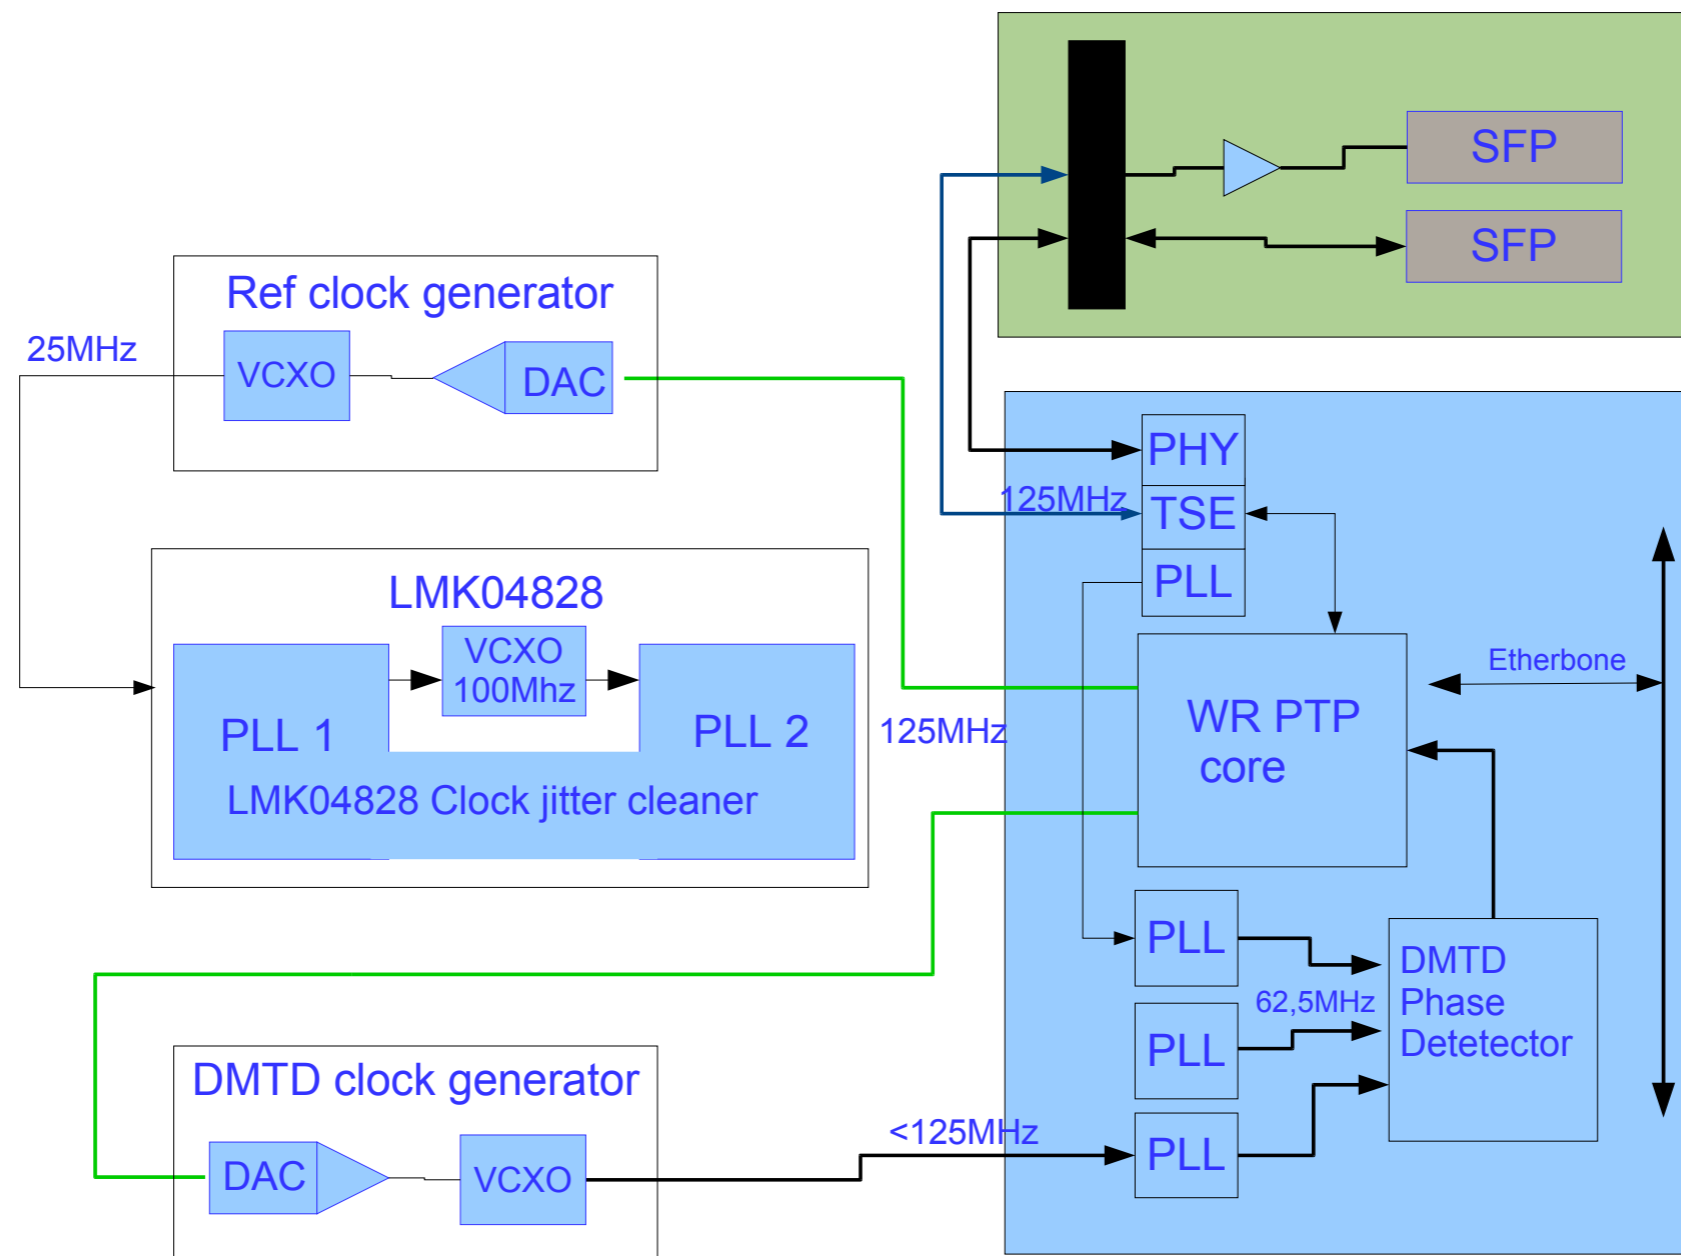 SFP
SFP
Ref clock generator
25MHz
VCXO
DAC
PHY
125MHz
TSE
PLL
LMK04828
VCXO
100Mhz
PLL 1
PLL 2
LMK04828 Clock jitter cleaner
125MHz
WR PTP
core
Etherbone
PLL
DMTD
Phase
Detetector
62,5MHz
PLL
DMTD clock generator
<125MHz
PLL
DAC
VCXO